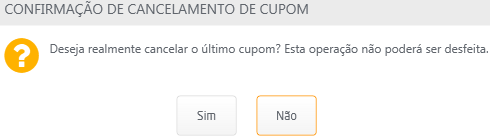 CONFIRMAÇÃO DE CANCELAMENTO DE CUPOM
Deseja realmente cancelar o último cupom? Esta operação não poderá ser desfeita.
Sim
Não